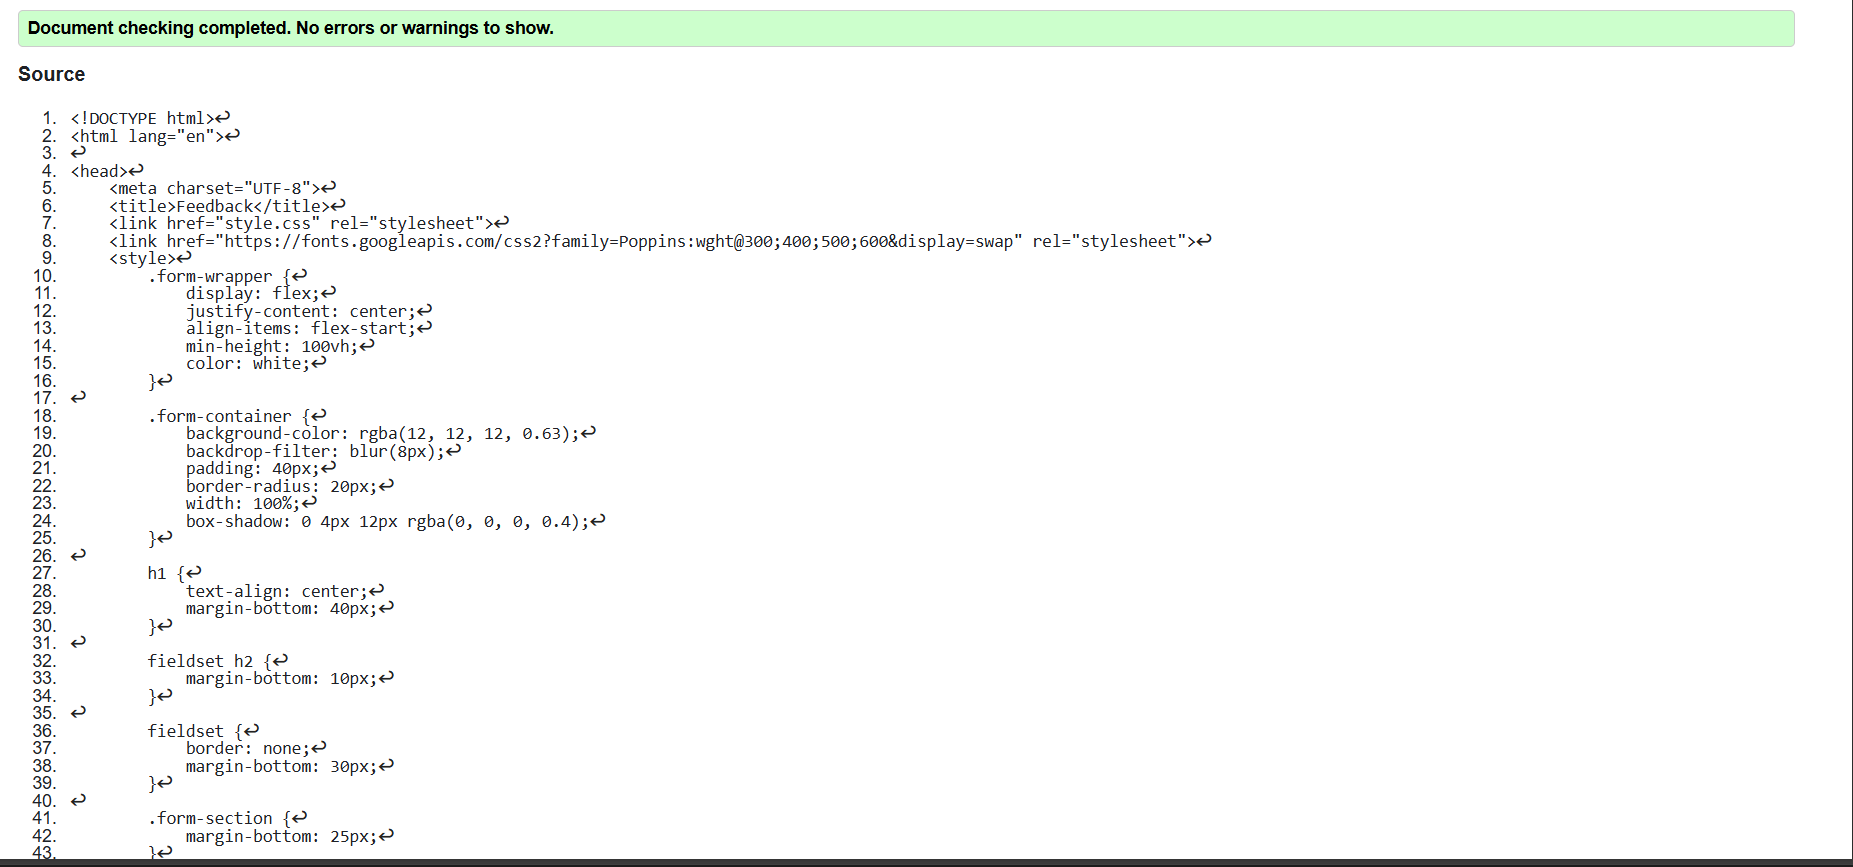 Document checking completed. No errors or warnings to show.
Source
1. <!DOCTYPE html>↩
2. <html lang="en">↩
3. ↩
4. <head>↩
5.     <meta charset="UTF-8">↩
6.     <title>Feedback</title>↩
7.     <link href="style.css" rel="stylesheet">↩
8.     <link href="https://fonts.googleapis.com/css2?family=Poppins:wght@300;400;500;600&display=swap" rel="stylesheet">↩
9.     <style>↩
10.         .form-wrapper {↩
11.             display: flex;↩
12.             justify-content: center;↩
13.             align-items: flex-start;↩
14.             min-height: 100vh;↩
15.             color: white;↩
16.         }↩
17. ↩
18.         .form-container {↩
19.             background-color: rgba(12, 12, 12, 0.63);↩
20.             backdrop-filter: blur(8px);↩
21.             padding: 40px;↩
22.             border-radius: 20px;↩
23.             width: 100%;↩
24.             box-shadow: 0 4px 12px rgba(0, 0, 0, 0.4);↩
25.         }↩
26. ↩
27.         h1 {↩
28.             text-align: center;↩
29.             margin-bottom: 40px;↩
30.         }↩
31. ↩
32.         fieldset h2 {↩
33.             margin-bottom: 10px;↩
34.         }↩
35. ↩
36.         fieldset {↩
37.             border: none;↩
38.             margin-bottom: 30px;↩
39.         }↩
40. ↩
41.         .form-section {↩
42.             margin-bottom: 25px;↩
43.         }↩